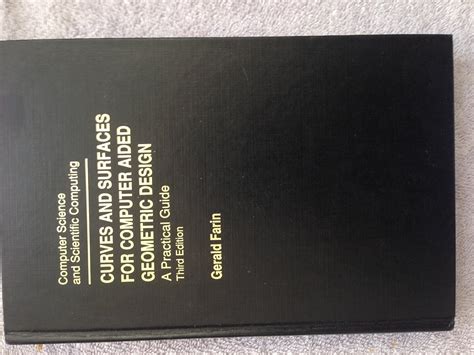 Computer Science
and Scientific Computing
CURVES AND SURFACES
FOR COMPUTER AIDED
GEOMETRIC DESIGN
A Practical Guide
Third Edition
Gerald Farin